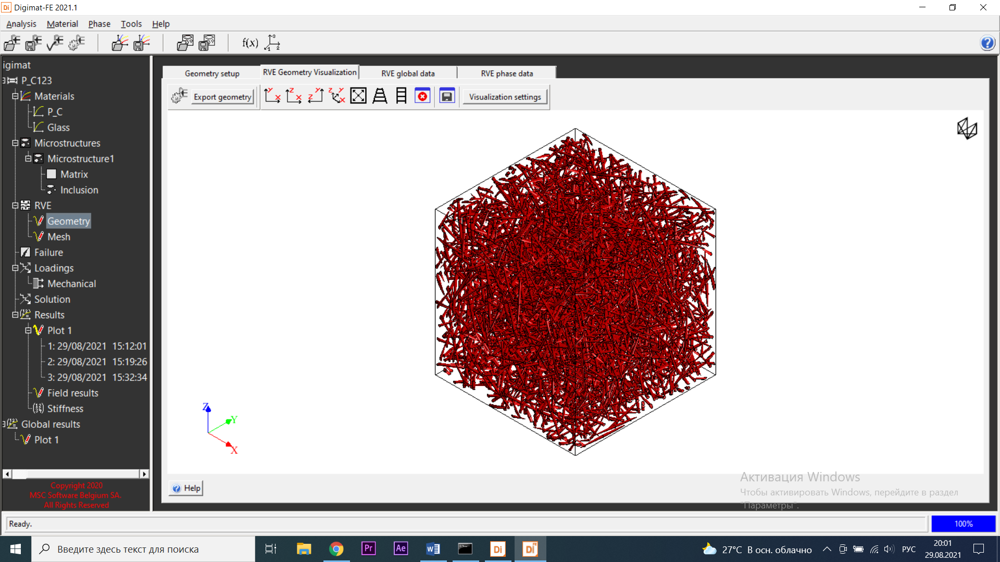 Digimat-FE 2021.1
Analysis Material Phase Tools Help
f(x)
igimat
P_C123
Materials
P_C
Glass
Microstructures
Microstructure1
Matrix
Inclusion
RVE
Geometry
Mesh
Failure
Loadings
Mechanical
Solution
Results
Plot 1
1: 29/08/2021 15:12:01
2: 29/08/2021 15:19:26
3: 29/08/2021 15:32:34
Field results
Stiffness
Global results
Plot 1
Copyright 2020
MSC Software Belgium SA.
All Rights Reserved
Geometry setup RVE Geometry Visualization RVE global data RVE phase data
Export geometry Visualization settings
Z
Y
X
Help
Активация Windows
Чтобы активировать Windows, перейдите в раздел
"Параметры".
Ready.
100%
Введите здесь текст для поиска
Pr Ae Di Di
27°C В осн. облачно
РУС
20:01
29.08.2021